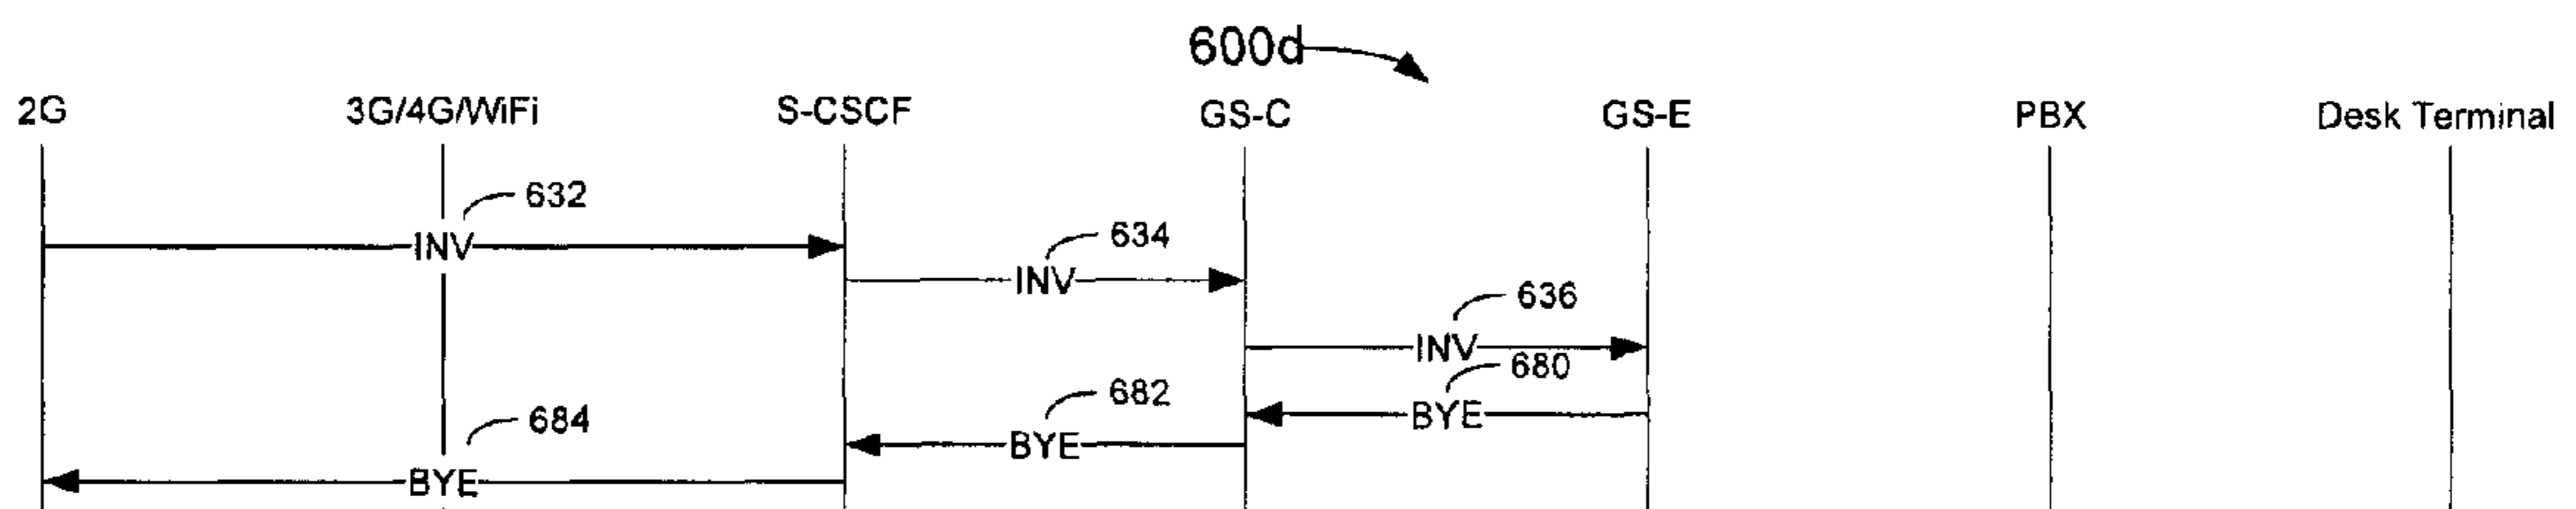 600d
2G 3G/4G/WiFi S-CSCF GS-C GS-E PBX Desk Terminal
632
INV
634
INV
636
INV
680
BYE
682
BYE
684
BYE